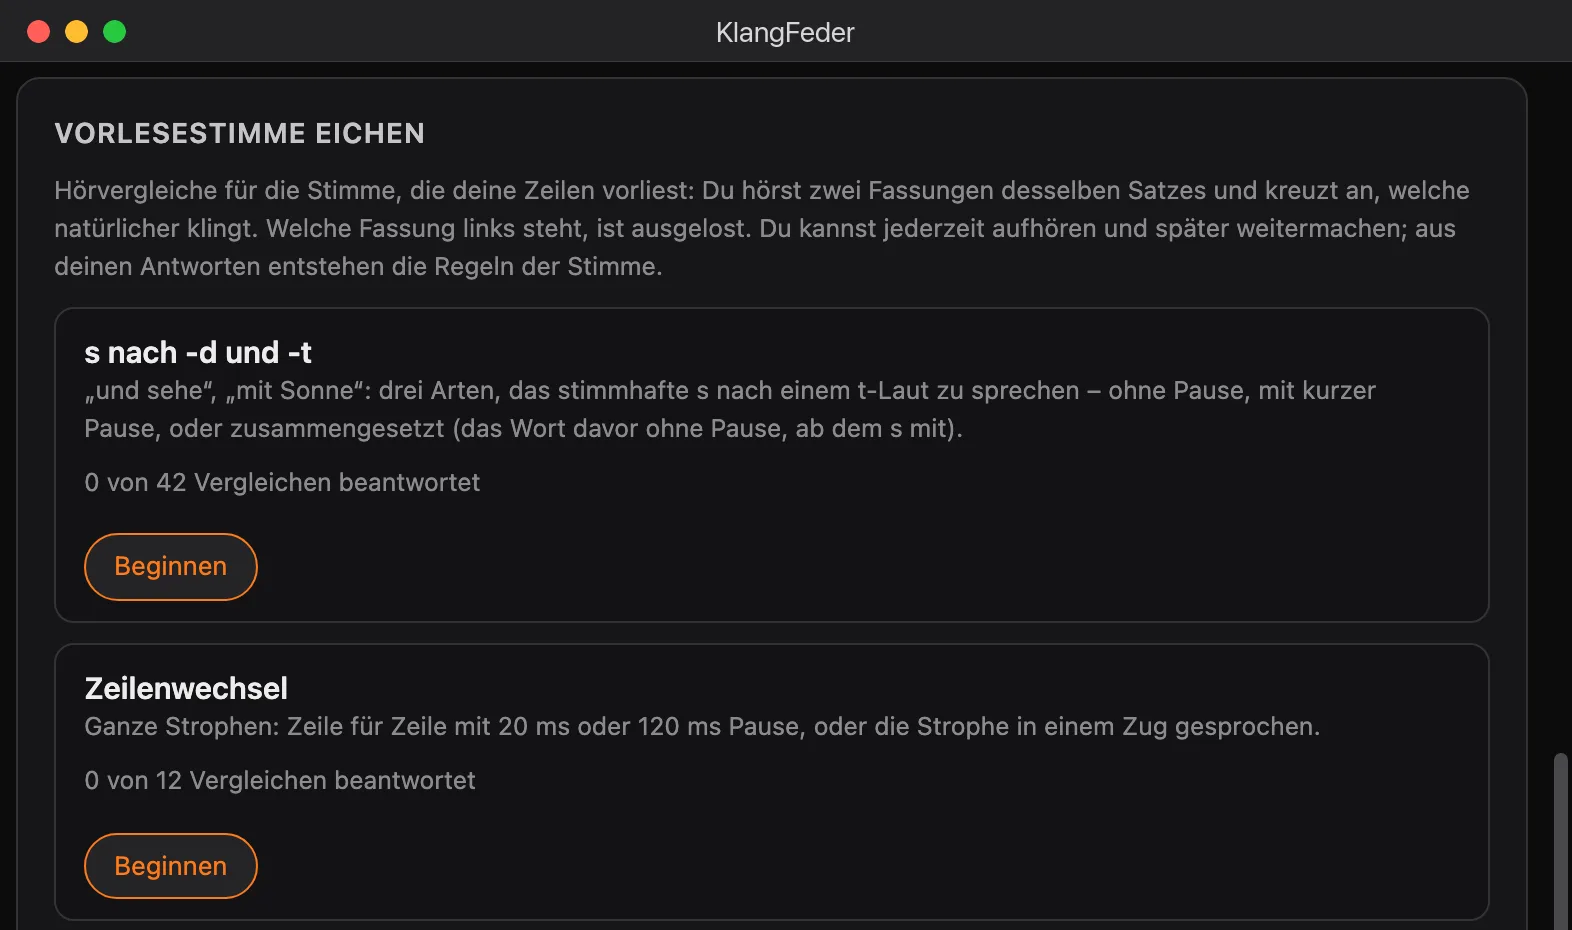 KlangFeder
VORLESESTIMME EICHEN
Hörvergleiche für die Stimme, die deine Zeilen vorliest: Du hörst zwei Fassungen desselben Satzes und kreuzt an, welche
natürlicher klingt. Welche Fassung links steht, ist ausgelost. Du kannst jederzeit aufhören und später weitermachen; aus
deinen Antworten entstehen die Regeln der Stimme.
s nach -d und -t
„und sehe“, „mit Sonne“: drei Arten, das stimmhafte s nach einem t-Laut zu sprechen – ohne Pause, mit kurzer
Pause, oder zusammengesetzt (das Wort davor ohne Pause, ab dem s mit).
0 von 42 Vergleichen beantwortet
Beginnen
Zeilenwechsel
Ganze Strophen: Zeile für Zeile mit 20 ms oder 120 ms Pause, oder die Strophe in einem Zug gesprochen.
0 von 12 Vergleichen beantwortet
Beginnen